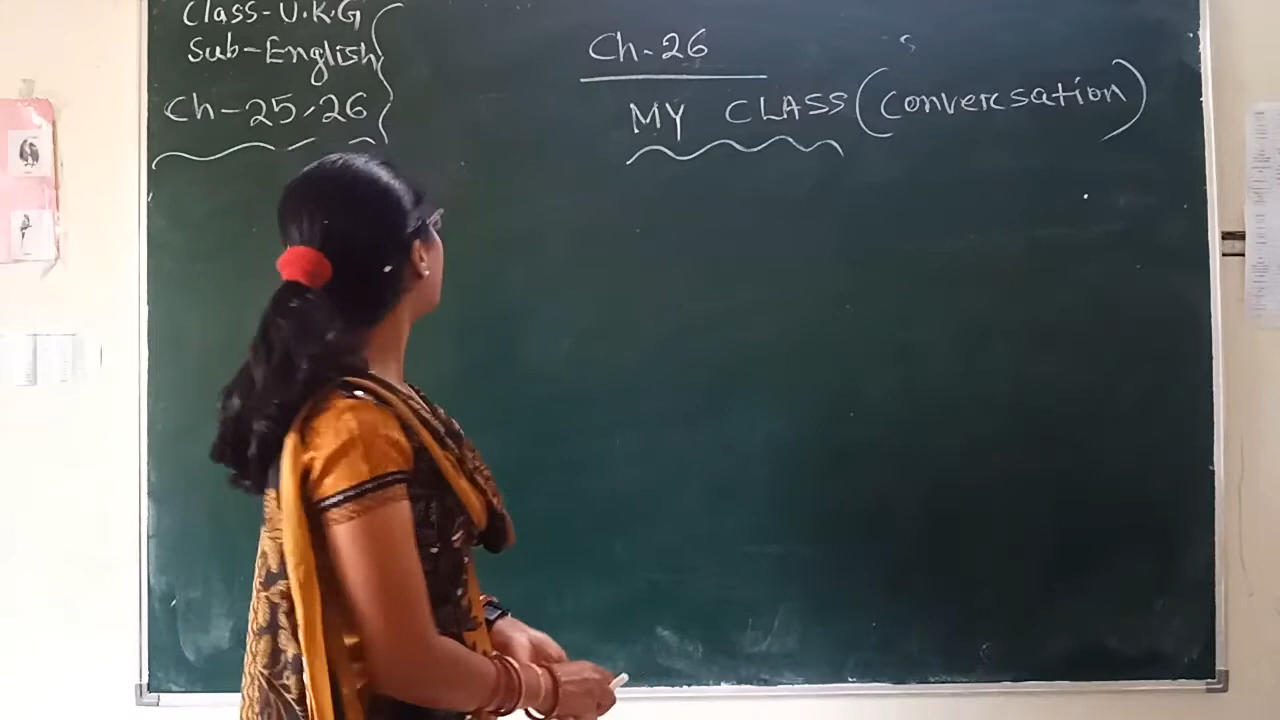 Class-U.K.G
Sub-English
Ch-25,26
Ch-26
MY CLASS (Conversation)